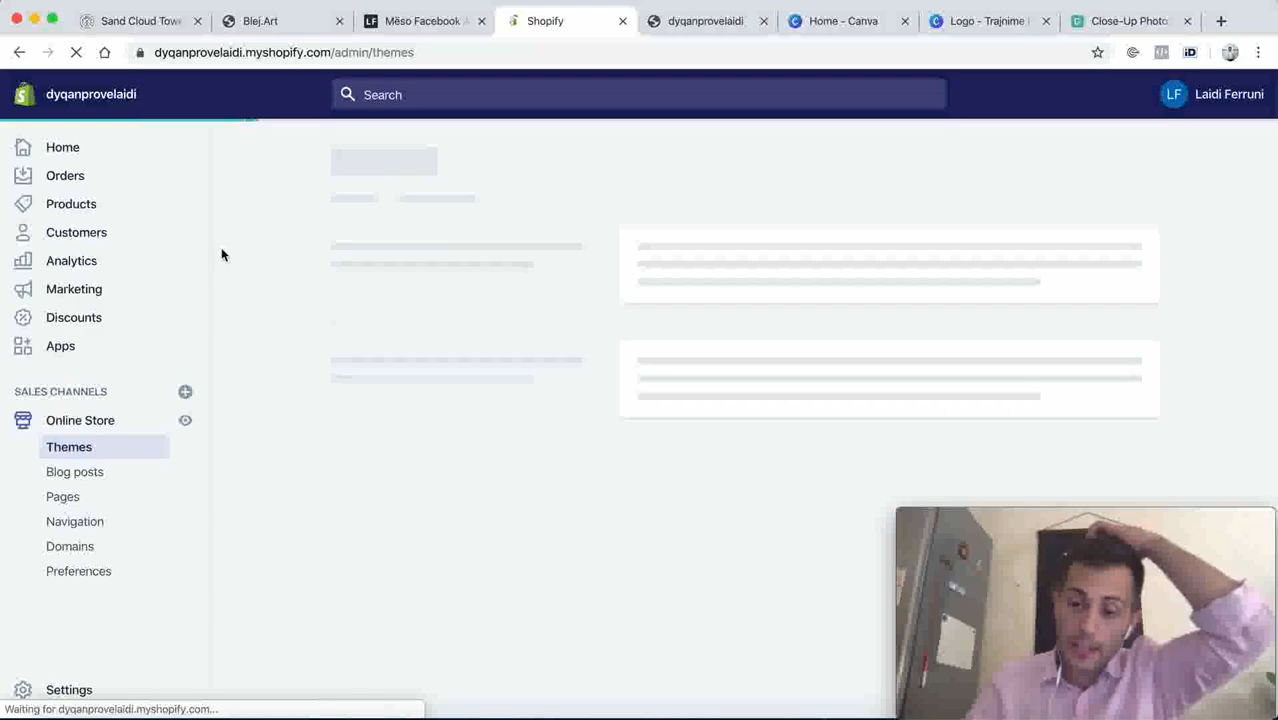 Sand Cloud Tow
Blej.Art
Mëso Facebook A
Shopify
dyqanprovelaidi
Home - Canva
Logo - Trajnime
Close-Up Photo
dyqanprovelaidi.myshopify.com/admin/themes
iD
dyqanprovelaidi
Search
LF
Laidi Ferruni
Home
Orders
Products
Customers
Analytics
Marketing
Discounts
Apps
SALES CHANNELS
Online Store
Themes
Blog posts
Pages
Navigation
Domains
Preferences
Settings
Waiting for dyqanprovelaidi.myshopify.com...